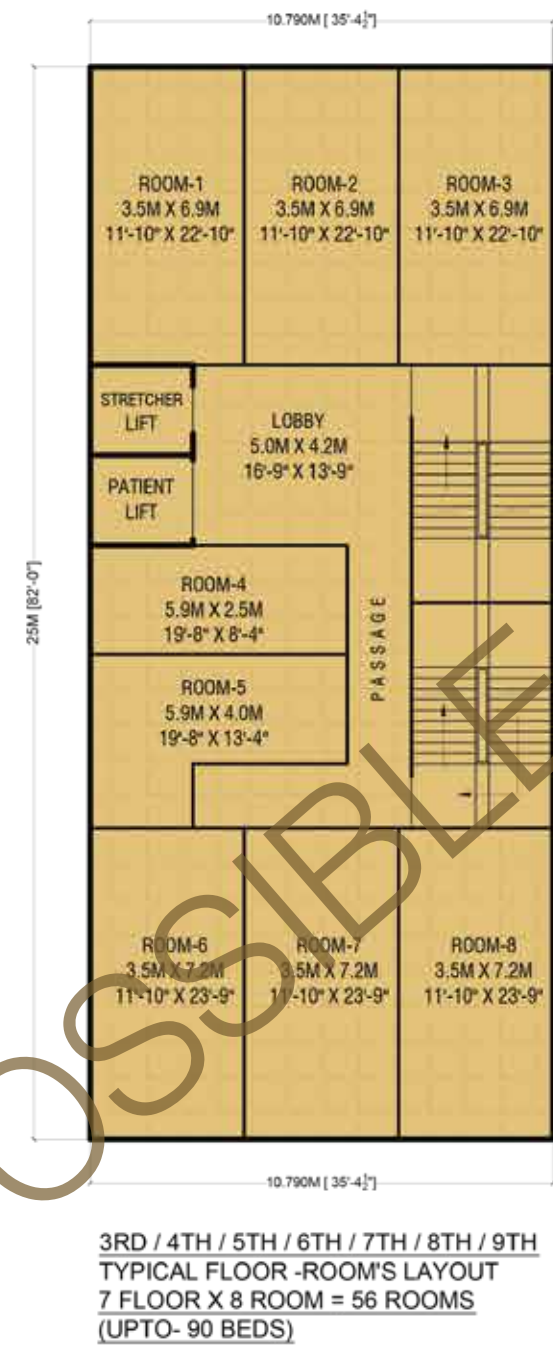 10.790M [ 35'-4½"]
ROOM-1
3.5M X 6.9M
11'-10" X 22'-10"
ROOM-2
3.5M X 6.9M
11'-10" X 22'-10"
ROOM-3
3.5M X 6.9M
11'-10" X 22'-10"
STRETCHER
LIFT
LOBBY
5.0M X 4.2M
16'-9" X 13'-9"
PATIENT
LIFT
25M [82'-0"]
ROOM-4
5.9M X 2.5M
19'-8" X 8'-4"
PASSAGE
ROOM-5
5.9M X 4.0M
19'-8" X 13'-4"
OSSIBLE
ROOM-6
3.5M X 7.2M
11'-10" X 23'-9"
ROOM-7
3.5M X 7.2M
11'-10" X 23'-9"
ROOM-8
3.5M X 7.2M
11'-10" X 23'-9"
10.790M [ 35'-4½"]
3RD / 4TH / 5TH / 6TH / 7TH / 8TH / 9TH
TYPICAL FLOOR -ROOM'S LAYOUT
7 FLOOR X 8 ROOM = 56 ROOMS
(UPTO- 90 BEDS)